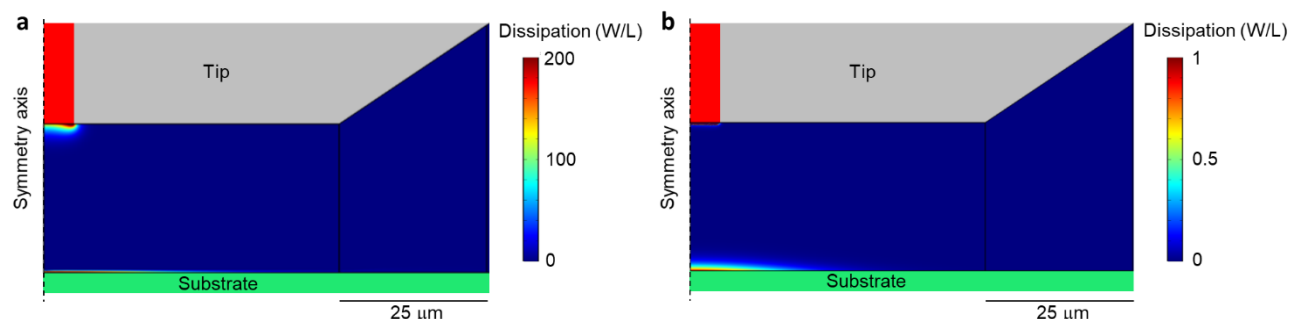 a
Dissipation (W/L)
200
Tip
100
0
Symmetry axis
Substrate
25 μm
b
Dissipation (W/L)
1
Tip
0.5
0
Symmetry axis
Substrate
25 μm